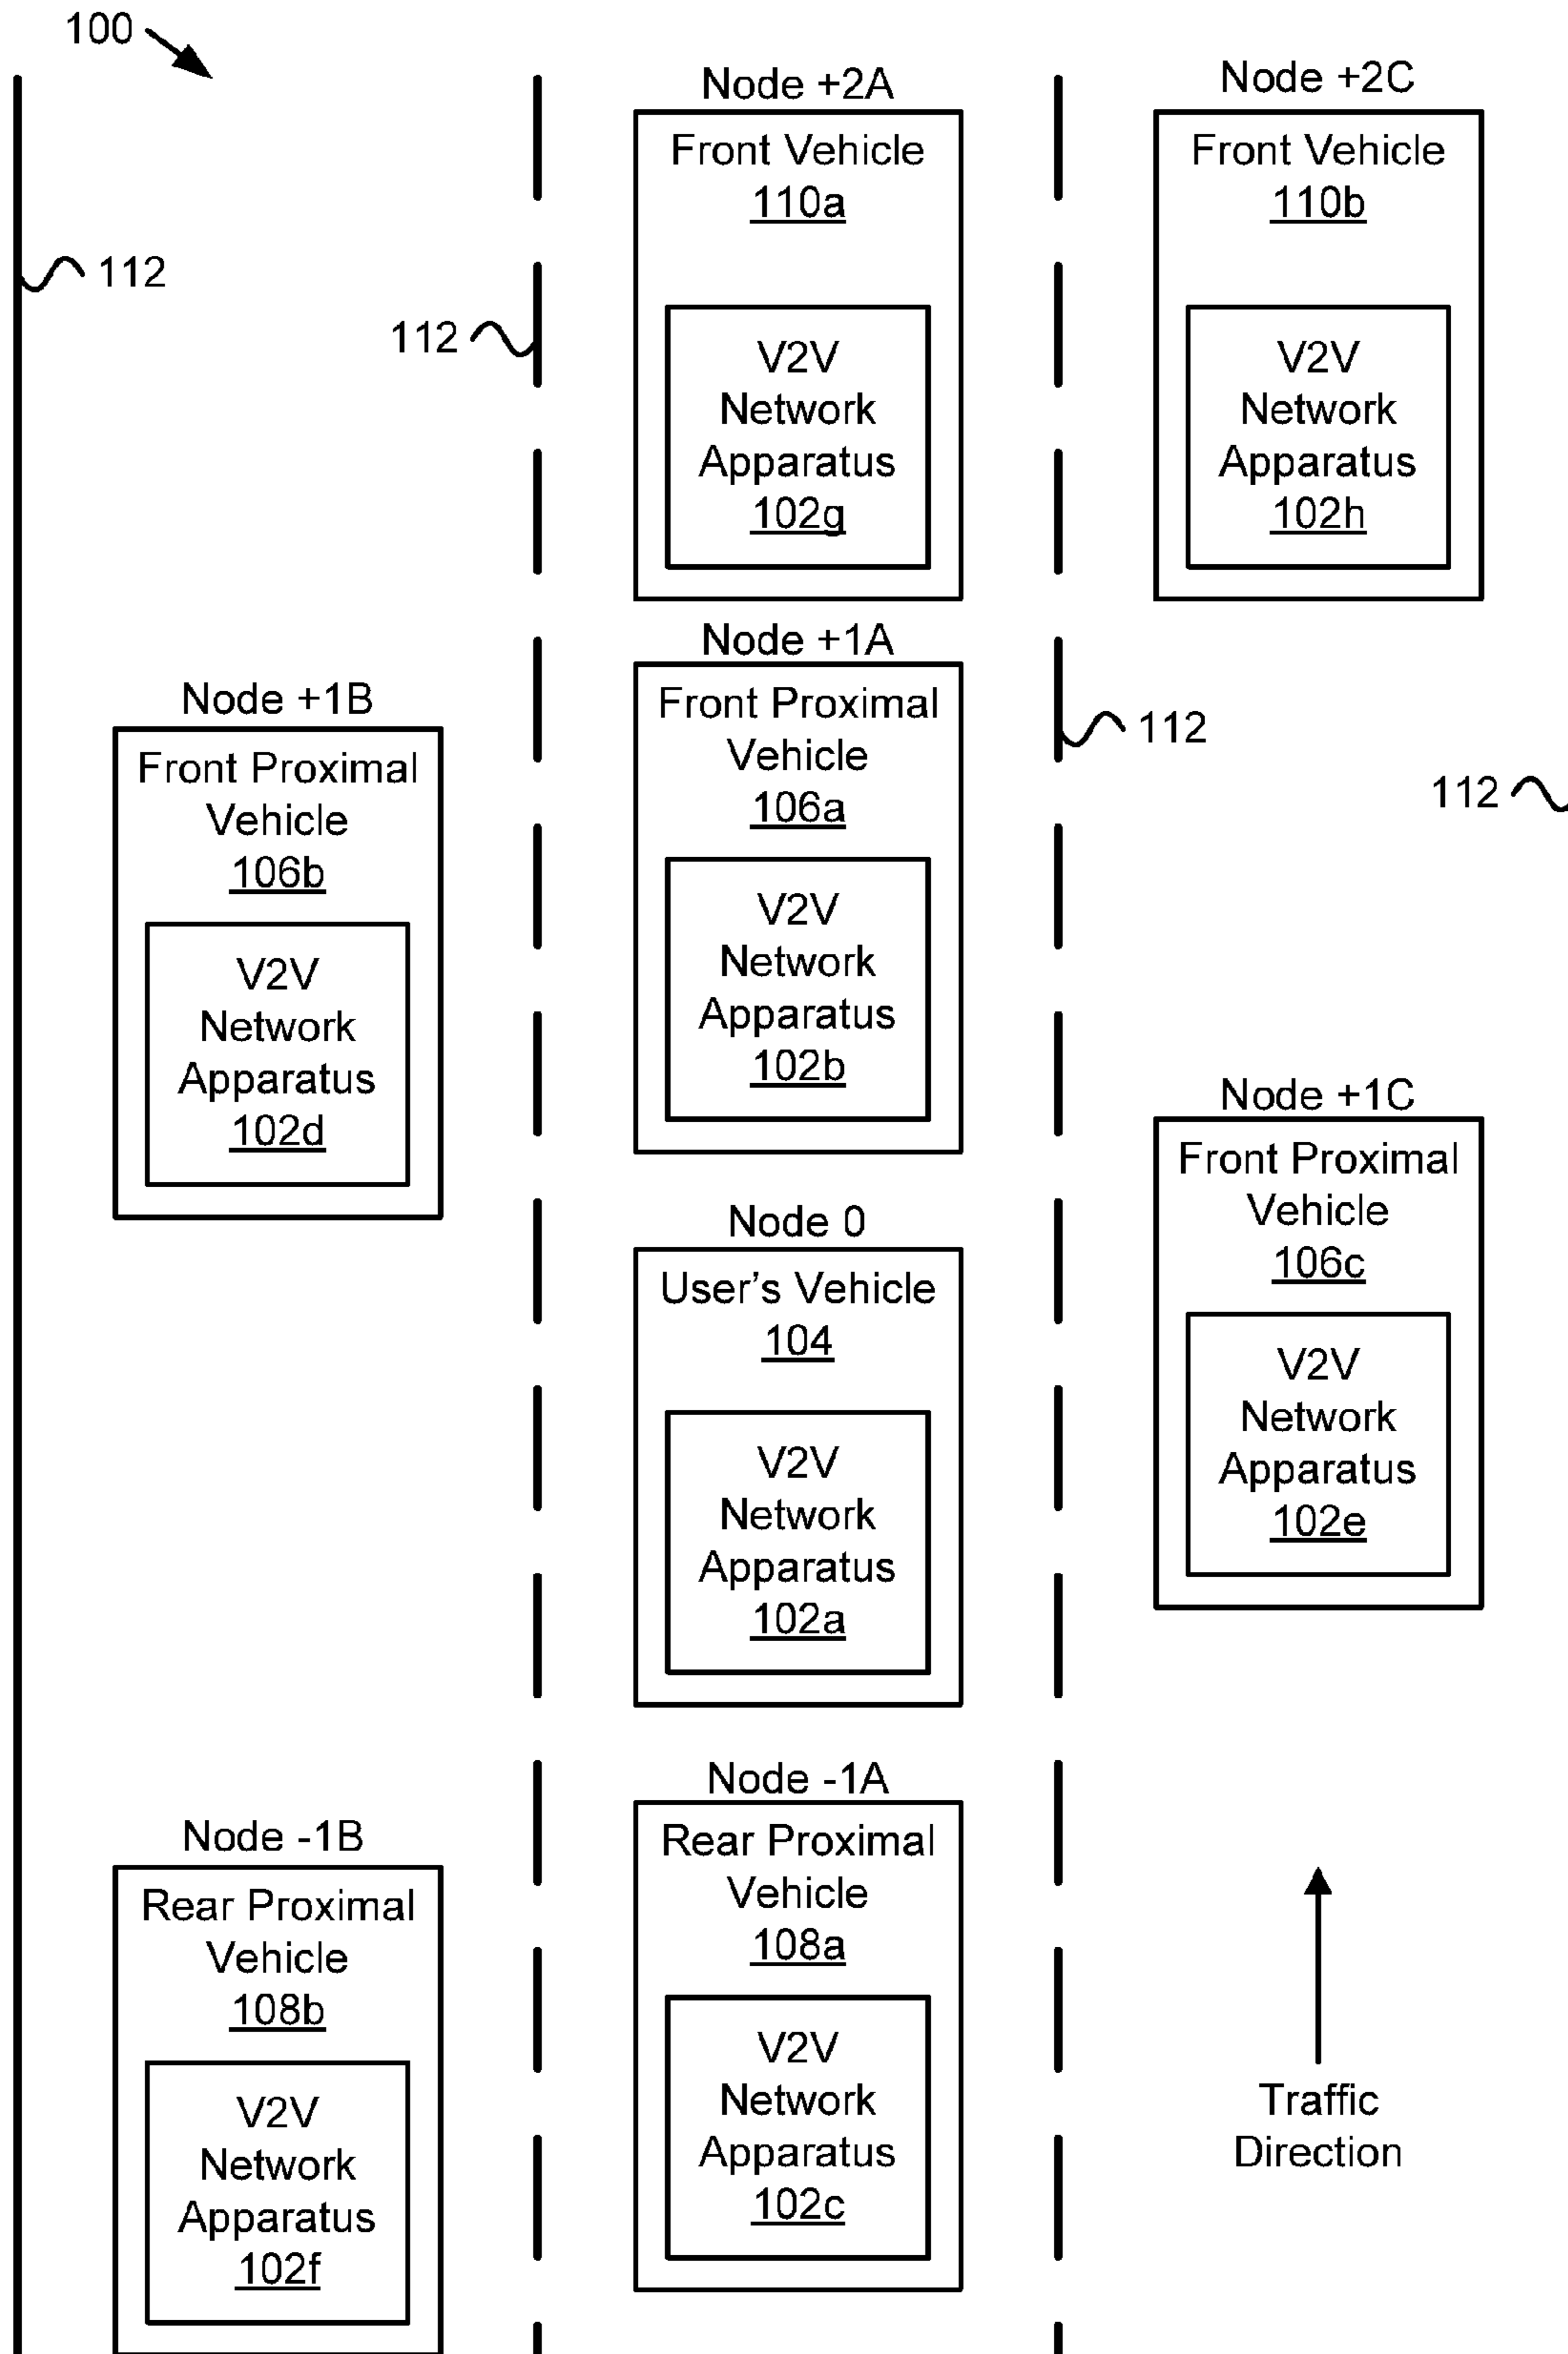 100
Node +2A
Front Vehicle
110a
V2V
Network
Apparatus
102g
Node +2C
Front Vehicle
110b
V2V
Network
Apparatus
102h
112
112
Node +1B
Front Proximal
Vehicle
106b
V2V
Network
Apparatus
102d
Node +1A
Front Proximal
Vehicle
106a
V2V
Network
Apparatus
102b
112
112
Node +1C
Front Proximal
Vehicle
106c
V2V
Network
Apparatus
102e
Node 0
User's Vehicle
104
V2V
Network
Apparatus
102a
Node -1B
Rear Proximal
Vehicle
108b
V2V
Network
Apparatus
102f
Node -1A
Rear Proximal
Vehicle
108a
V2V
Network
Apparatus
102c
Traffic
Direction